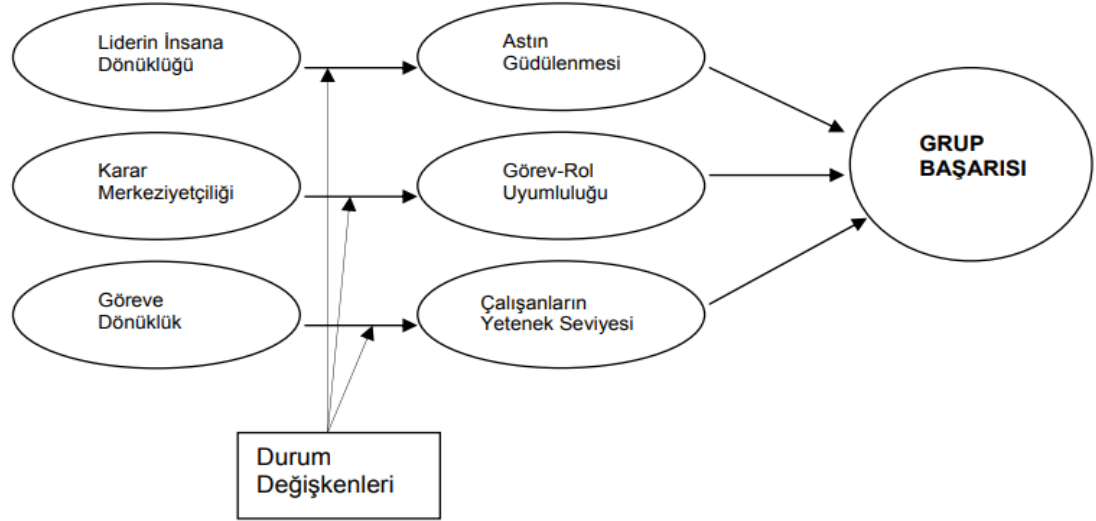 Liderin İnsana
Dönüklüğü
Astın
Güdülenmesi
GRUP
BAŞARISI
Karar
Merkeziyetçiliği
Görev-Rol
Uyumluluğu
Göreve
Dönüklük
Çalışanların
Yetenek Seviyesi
Durum
Değişkenleri